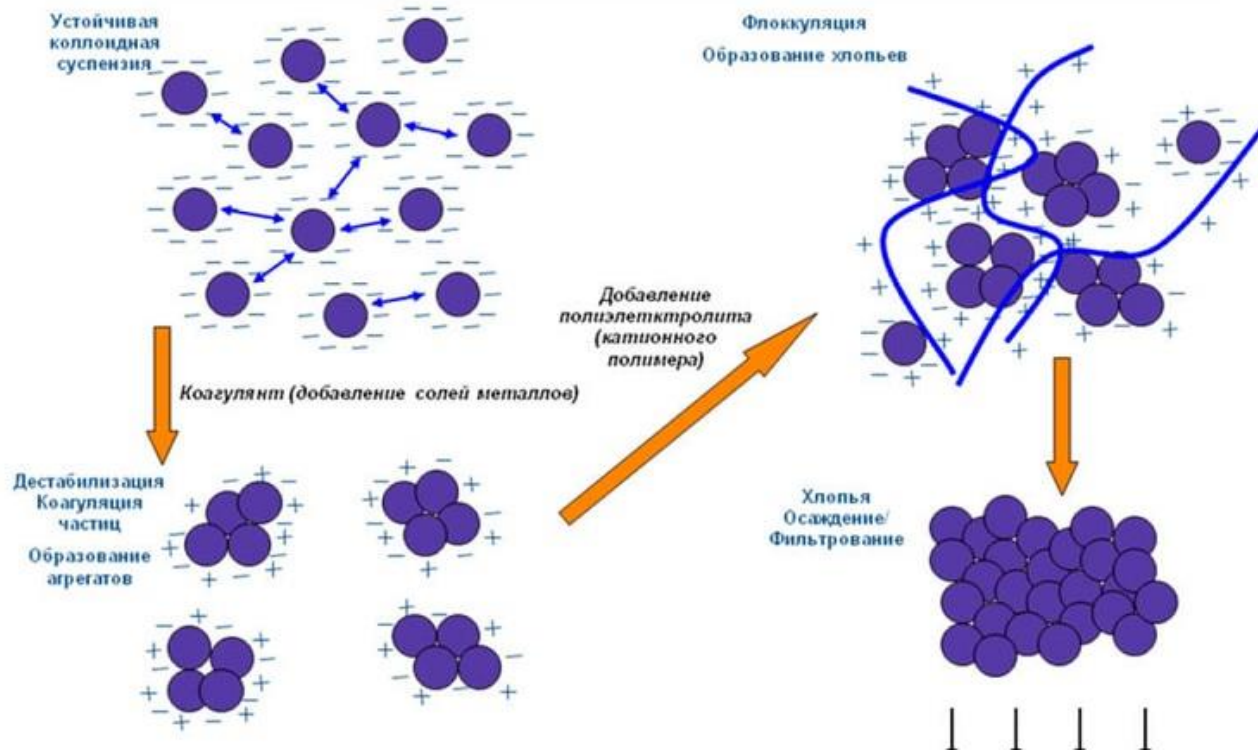 Устойчивая
коллоидная
суспензия
Флоккуляция
Образование хлопьев
Добавление
полиэлетктролита
(катионного
полимера)
Коагулянт (добавление солей металлов)
Дестабилизация
Коагуляция
частиц
Образование
агрегатов
Хлопья
Осаждение/
Фильтрование